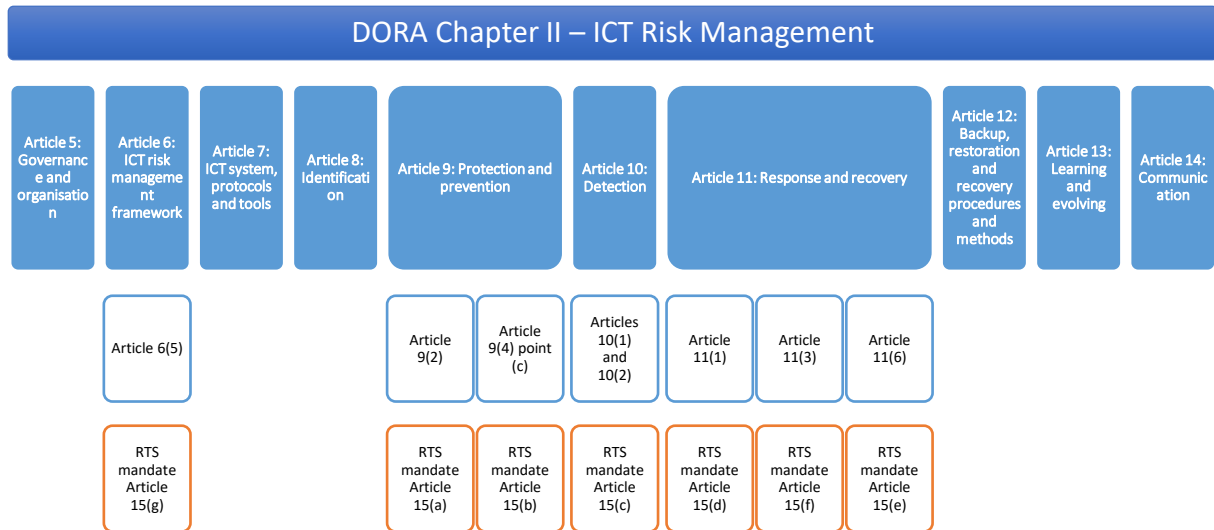 DORA Chapter II – ICT Risk Management
Article 5:
Governanc
e and
organisatio
n
Article 6:
ICT risk
manageme
nt
framework
Article 7:
ICT system,
protocols
and tools
Article 8:
Identificati
on
Article 9: Protection and
prevention
Article 10:
Detection
Article 11: Response and recovery
Article 12:
Backup,
restoration
and
recovery
procedures
and
methods
Article 13:
Learning
and
evolving
Article 14:
Communic
ation
Article 6(5)
Article
9(2)
Article
9(4) point
(c)
Articles
10(1)
and
10(2)
Article
11(1)
Article
11(3)
Article
11(6)
RTS
mandate
Article
15(g)
RTS
mandate
Article
15(a)
RTS
mandate
Article
15(b)
RTS
mandate
Article
15(c)
RTS
mandate
Article
15(d)
RTS
mandate
Article
15(f)
RTS
mandate
Article
15(e)